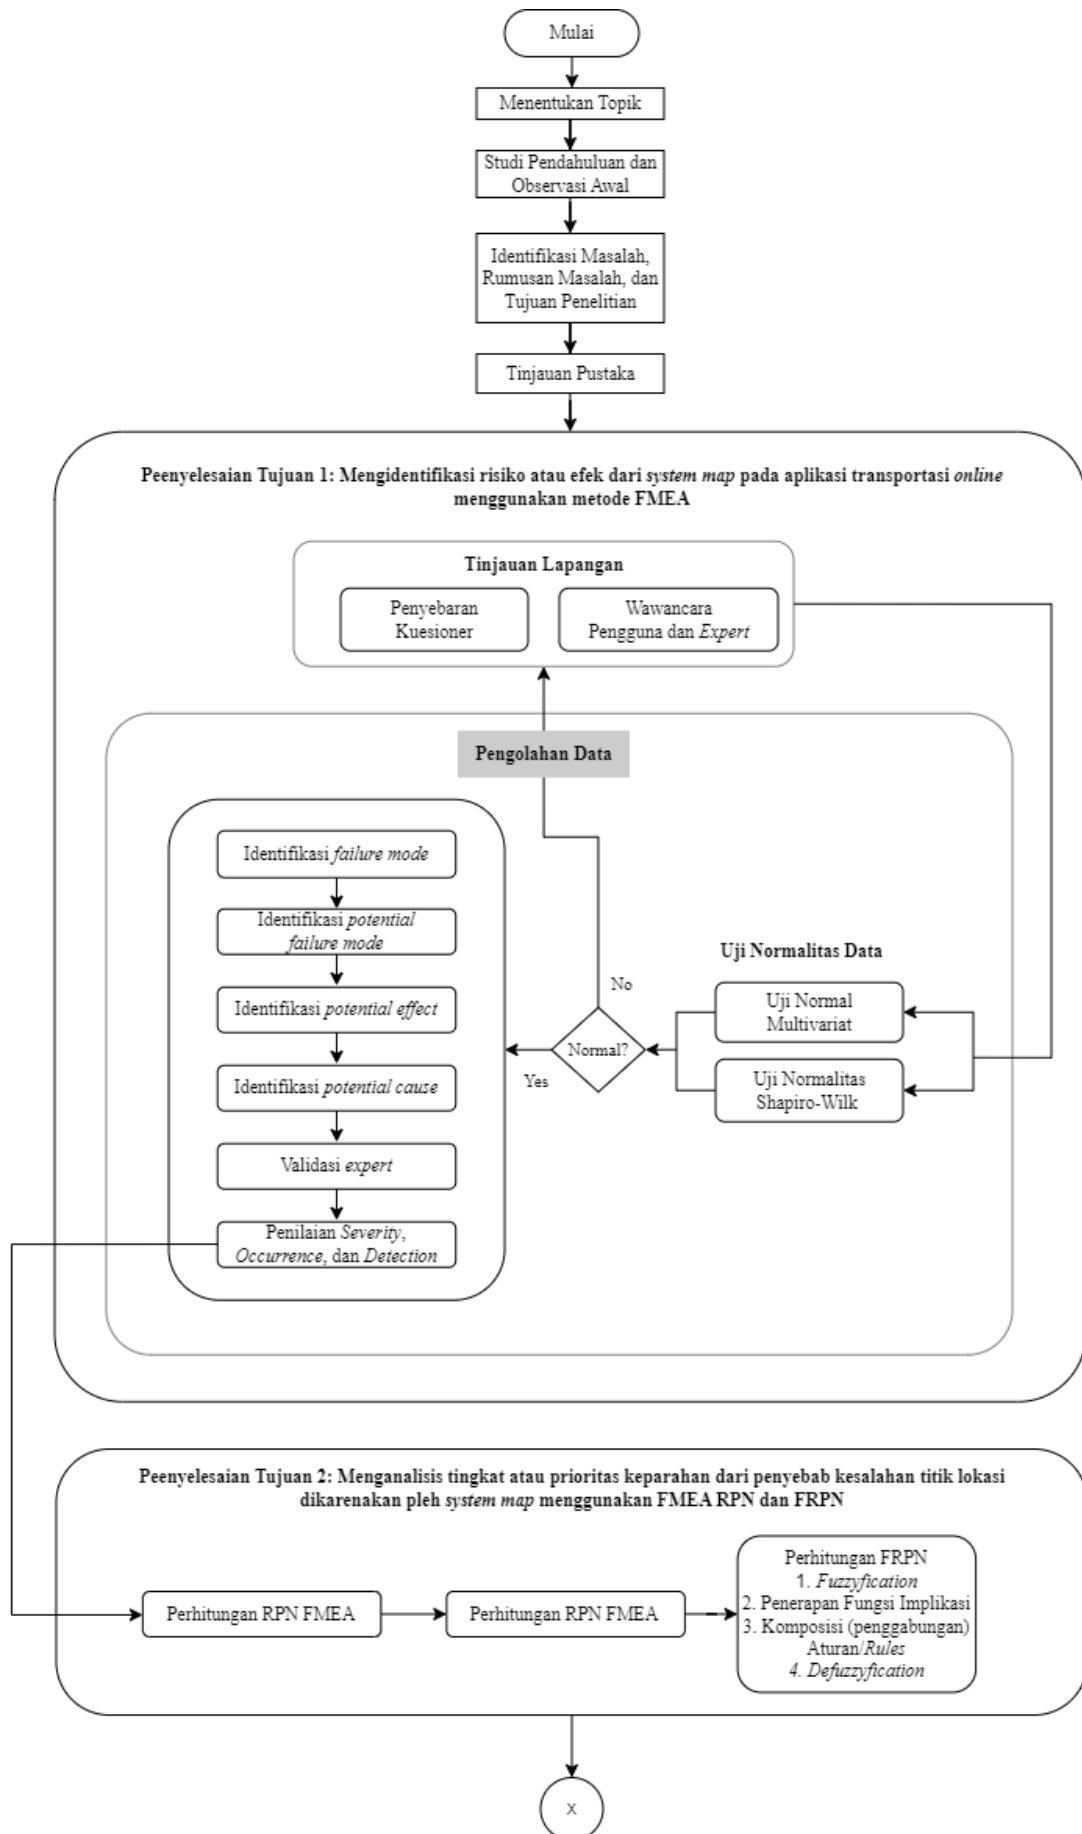 Mulai
Menentukan Topik
Studi Pendahuluan dan
Observasi Awal
Identifikasi Masalah,
Rumusan Masalah, dan
Tujuan Penelitian
Tinjauan Pustaka
Peenyelesaian Tujuan 1: Mengidentifikasi risiko atau efek dari system map pada aplikasi transportasi online
menggunakan metode FMEA
Tinjauan Lapangan
Penyebaran
Kuesioner
Wawancara
Pengguna dan Expert
Pengolahan Data
Identifikasi failure mode
Identifikasi potential
failure mode
Identifikasi potential effect
Identifikasi potential cause
Validasi expert
Penilaian Severity,
Occurrence, dan Detection
No
Normal?
Yes
Uji Normalitas Data
Uji Normal
Multivariat
Uji Normalitas
Shapiro-Wilk
Peenyelesaian Tujuan 2: Menganalisis tingkat atau prioritas keparahan dari penyebab kesalahan titik lokasi
dikarenakan pleh system map menggunakan FMEA RPN dan FRPN
Perhitungan RPN FMEA
Perhitungan RPN FMEA
Perhitungan FRPN
1. Fuzzyfication
2. Penerapan Fungsi Implikasi
3. Komposisi (penggabungan)
Aturan/Rules
4. Defuzzyfication
X